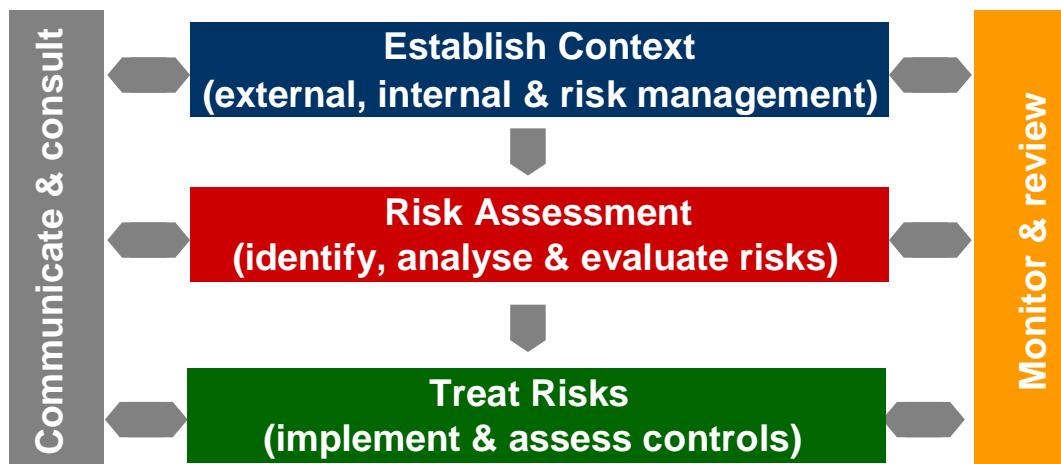 Communicate & consult
Establish Context
(external, internal & risk management)
Risk Assessment
(identify, analyse & evaluate risks)
Treat Risks
(implement & assess controls)
Monitor & review